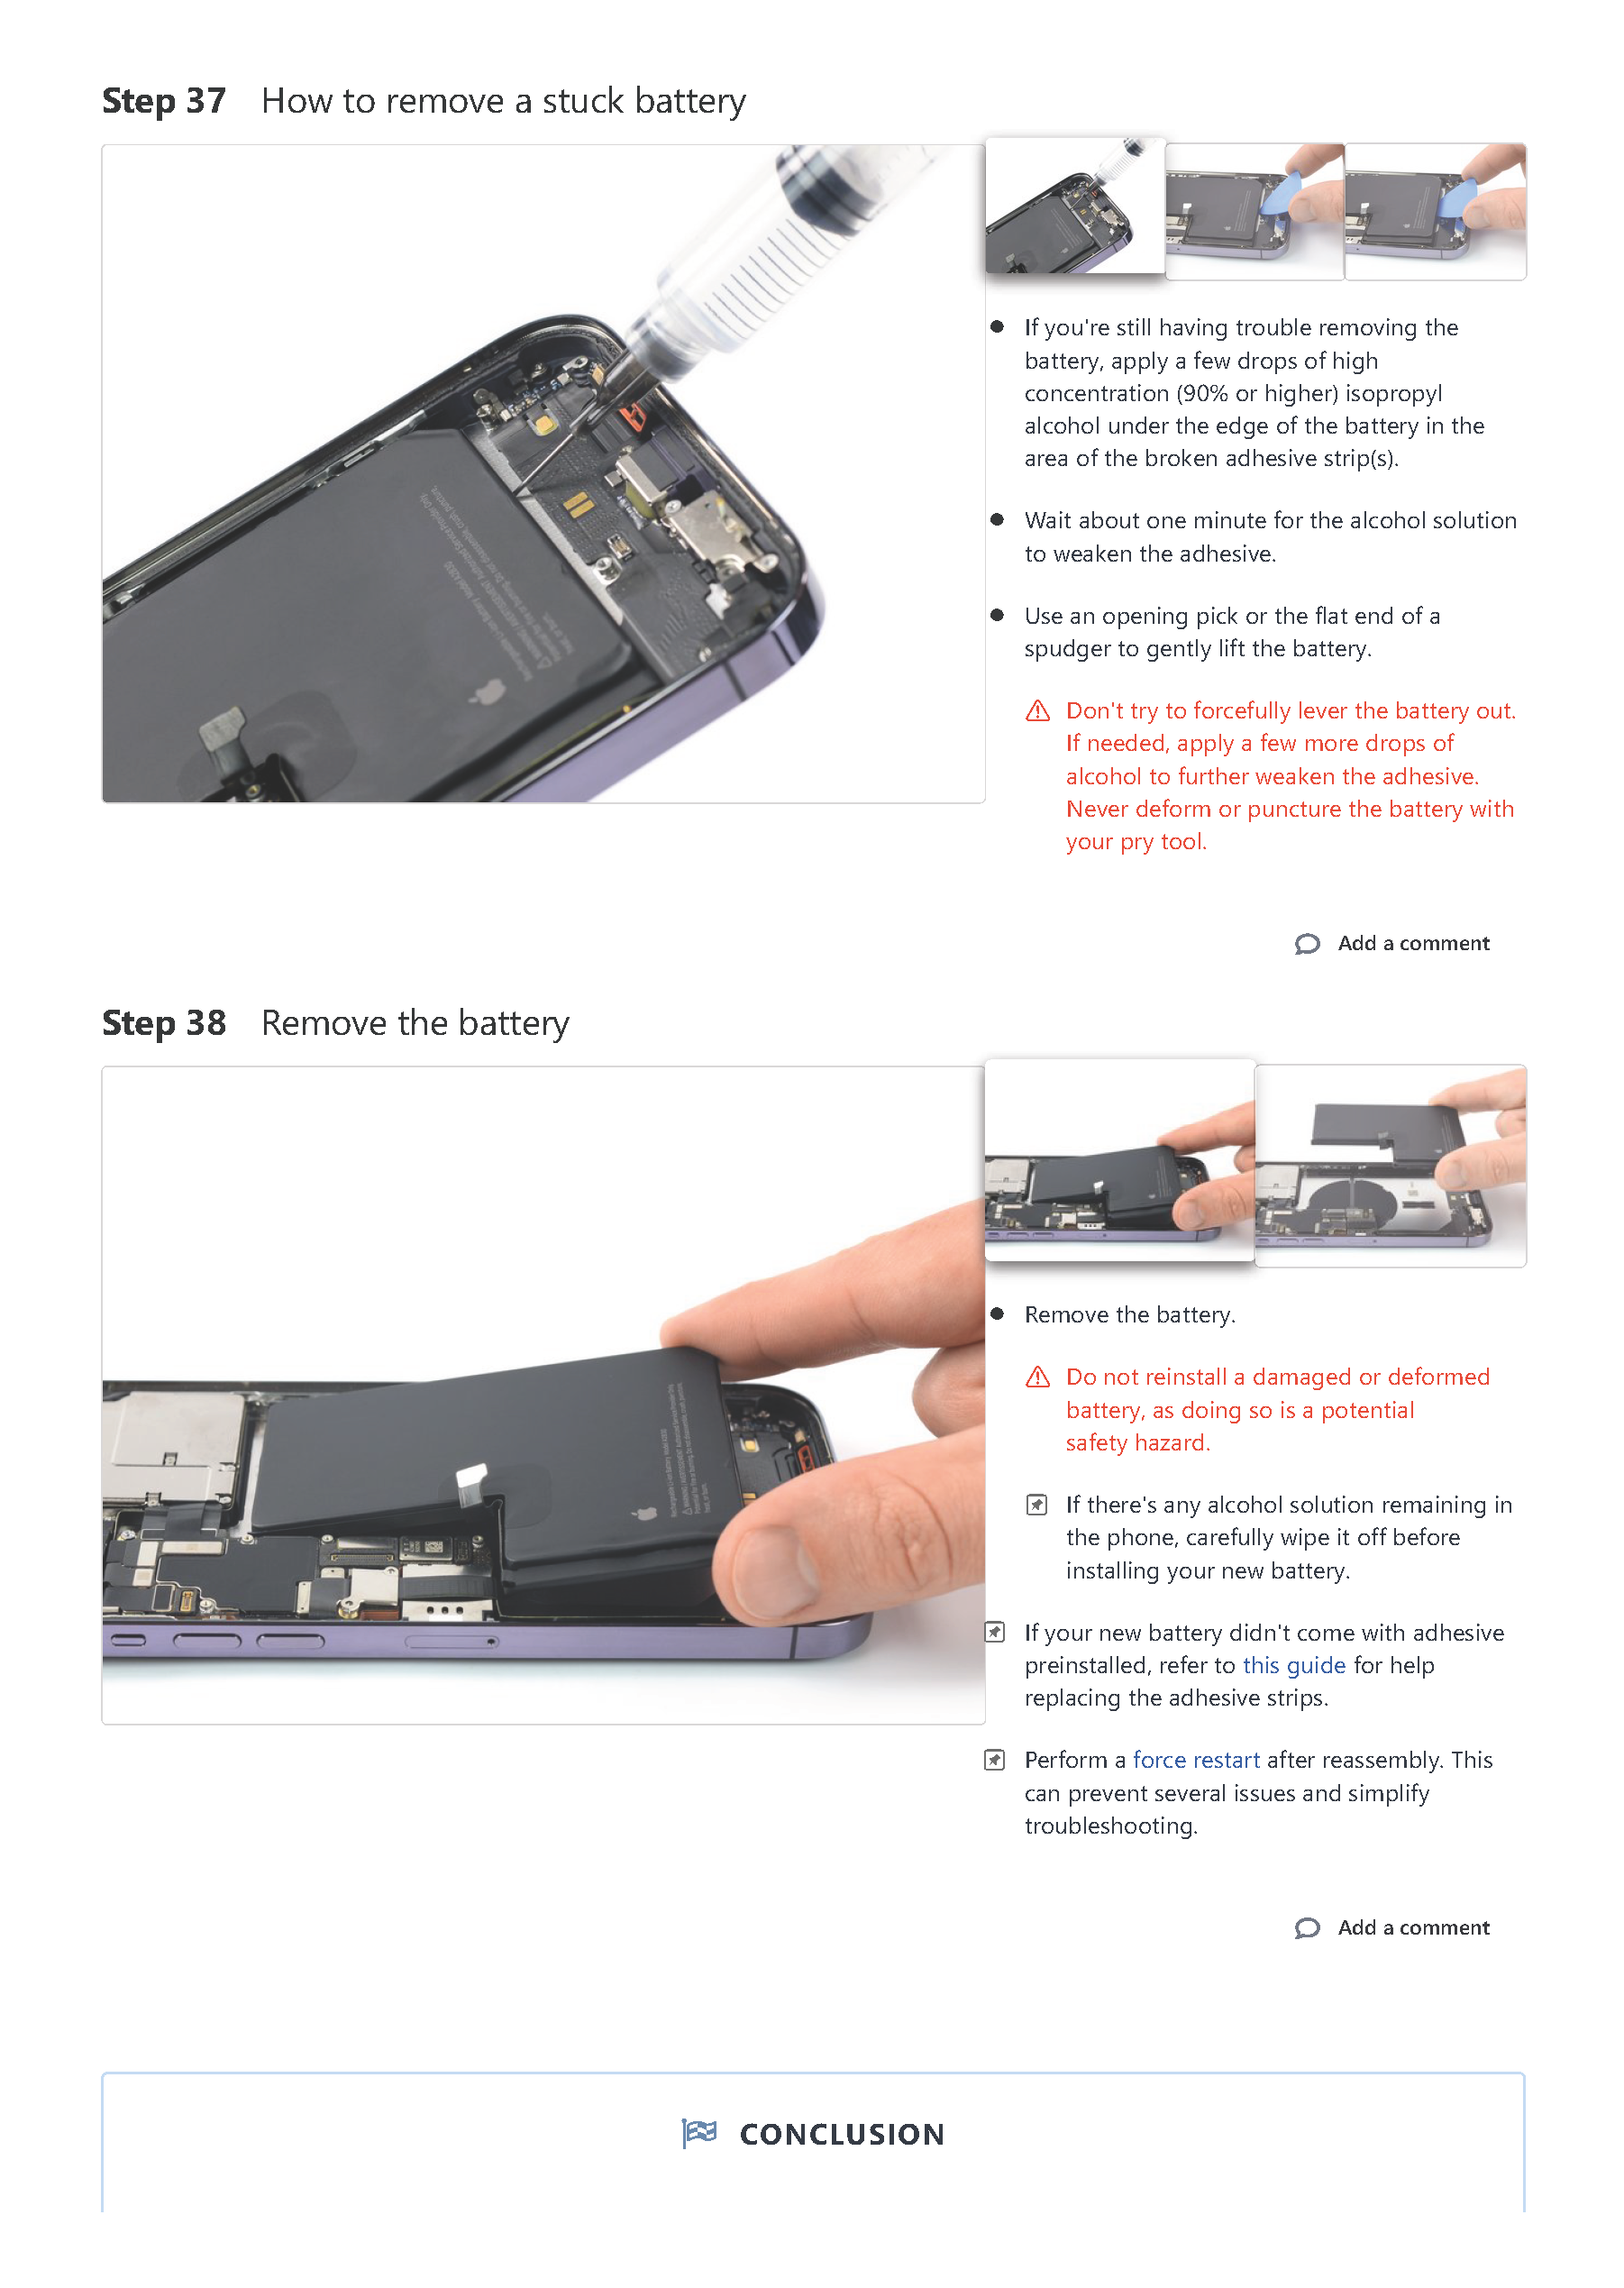 Step 37 How to remove a stuck battery
If you're still having trouble removing the
battery, apply a few drops of high
concentration (90% or higher) isopropyl
alcohol under the edge of the battery in the
area of the broken adhesive strip(s).
Wait about one minute for the alcohol solution
to weaken the adhesive.
Use an opening pick or the flat end of a
spudger to gently lift the battery.
Don't try to forcefully lever the battery out.
If needed, apply a few more drops of
alcohol to further weaken the adhesive.
Never deform or puncture the battery with
your pry tool.
Add a comment
Step 38 Remove the battery
Remove the battery.
Do not reinstall a damaged or deformed
battery, as doing so is a potential
safety hazard.
If there's any alcohol solution remaining in
the phone, carefully wipe it off before
installing your new battery.
If your new battery didn't come with adhesive
preinstalled, refer to this guide for help
replacing the adhesive strips.
Perform a force restart after reassembly. This
can prevent several issues and simplify
troubleshooting.
Add a comment
CONCLUSION